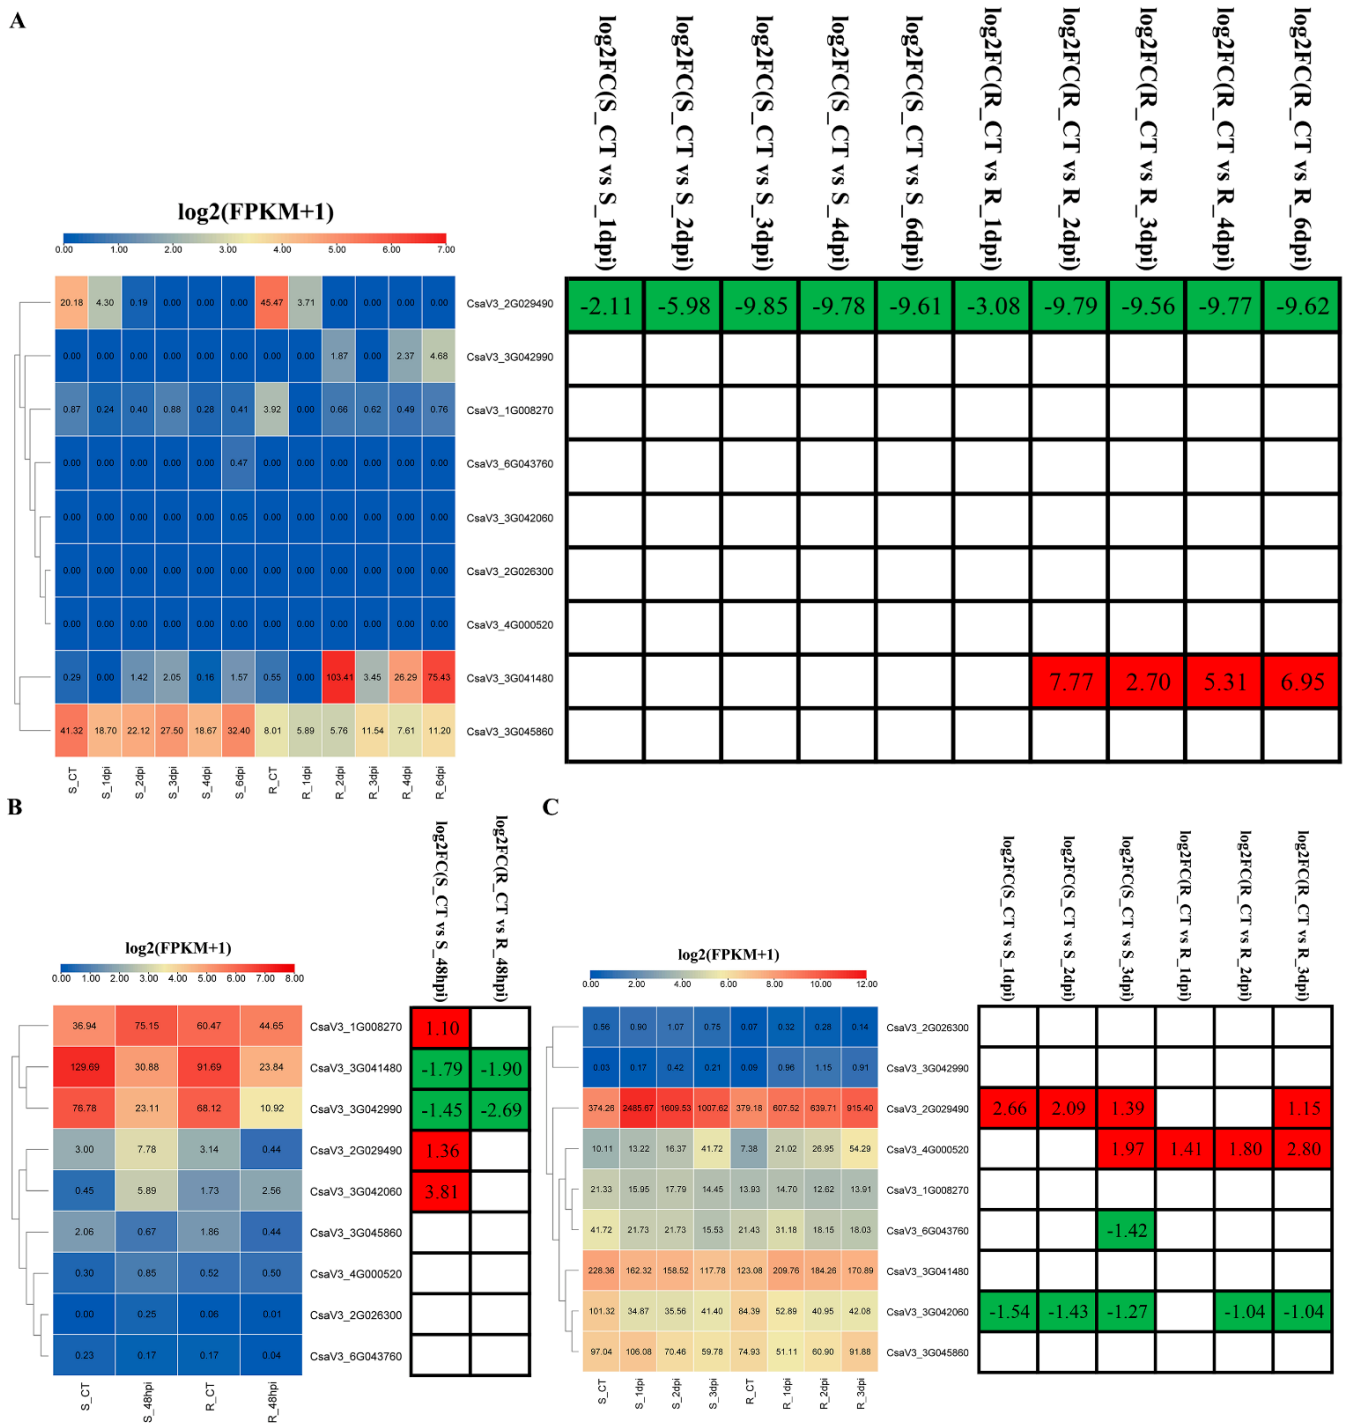 A
log2FC(S_CT vs S_1dpi)
log2FC(S_CT vs S_2dpi)
log2FC(S_CT vs S_3dpi)
log2FC(S_CT vs S_4dpi)
log2FC(S_CT vs S_6dpi)
log2FC(R_CT vs R_1dpi)
log2FC(R_CT vs R_2dpi)
log2FC(R_CT vs R_3dpi)
log2FC(R_CT vs R_4dpi)
log2FC(R_CT vs R_6dpi)
log2(FPKM+1)
0.00 1.00 2.00 3.00 4.00 5.00 6.00 7.00
20.18 4.30 0.19 0.00 0.00 0.00 45.47 3.71 0.00 0.00 0.00 0.00 CsaV3_2G029490 -2.11 -5.98 -9.85 -9.78 -9.61 -3.08 -9.79 -9.56 -9.77 -9.62
0.00 0.00 0.00 0.00 0.00 0.00 0.00 0.00 1.87 0.00 2.37 4.68 CsaV3_3G042990
0.87 0.24 0.40 0.88 0.28 0.41 3.92 0.00 0.66 0.62 0.49 0.76 CsaV3_1G008270
0.00 0.00 0.00 0.00 0.00 0.47 0.00 0.00 0.00 0.00 0.00 0.00 CsaV3_6G043760
0.00 0.00 0.00 0.00 0.00 0.05 0.00 0.00 0.00 0.00 0.00 0.00 CsaV3_3G042060
0.00 0.00 0.00 0.00 0.00 0.00 0.00 0.00 0.00 0.00 0.00 0.00 CsaV3_2G026300
0.00 0.00 0.00 0.00 0.00 0.00 0.00 0.00 0.00 0.00 0.00 0.00 CsaV3_4G000520
0.29 0.00 1.42 2.05 0.16 1.57 0.55 0.00 103.41 3.45 26.29 75.43 CsaV3_3G041480 7.77 2.70 5.31 6.95
41.32 18.70 22.12 27.50 18.67 32.40 8.01 5.89 5.76 11.54 7.61 11.20 CsaV3_3G045860
S_CT S_1dpi S_2dpi S_3dpi S_4dpi S_6dpi R_CT R_1dpi R_2dpi R_3dpi R_4dpi R_6dpi
B
log2FC(S_CT vs S_48hpi)
log2FC(R_CT vs R_48hpi)
log2(FPKM+1)
0.00 1.00 2.00 3.00 4.00 5.00 6.00 7.00 8.00
36.94 75.15 60.47 44.65 CsaV3_1G008270 1.10
129.69 30.88 91.69 23.84 CsaV3_3G041480 -1.79 -1.90
76.78 23.11 68.12 10.92 CsaV3_3G042990 -1.45 -2.69
3.00 7.78 3.14 0.44 CsaV3_2G029490 1.36
0.45 5.89 1.73 2.56 CsaV3_3G042060 3.81
2.06 0.67 1.86 0.44 CsaV3_3G045860
0.30 0.85 0.52 0.50 CsaV3_4G000520
0.00 0.25 0.06 0.01 CsaV3_2G026300
0.23 0.17 0.17 0.04 CsaV3_6G043760
S_CT S_48hpi R_CT R_48hpi
C
log2FC(S_CT vs S_1dpi)
log2FC(S_CT vs S_2dpi)
log2FC(S_CT vs S_3dpi)
log2FC(R_CT vs R_1dpi)
log2FC(R_CT vs R_2dpi)
log2FC(R_CT vs R_3dpi)
log2(FPKM+1)
0.00 2.00 4.00 6.00 8.00 10.00 12.00
0.56 0.90 1.07 0.75 0.07 0.32 0.28 0.14 CsaV3_2G026300
0.03 0.17 0.42 0.21 0.09 0.96 1.15 0.91 CsaV3_3G042990
374.26 2485.67 1609.53 1007.62 379.18 607.52 639.71 915.40 CsaV3_2G029490 2.66 2.09 1.39 1.15
10.11 13.22 16.37 41.72 7.38 21.02 26.95 54.29 CsaV3_4G000520 1.97 1.41 1.80 2.80
21.33 15.95 17.79 14.45 13.93 14.70 12.62 13.91 CsaV3_1G008270
41.72 21.73 21.73 15.53 21.43 31.18 18.15 18.03 CsaV3_6G043760 -1.42
228.36 162.32 158.52 117.78 123.08 209.76 184.26 170.89 CsaV3_3G041480
101.32 34.87 35.56 41.40 84.39 52.89 40.95 42.08 CsaV3_3G042060 -1.54 -1.43 -1.27 -1.04 -1.04
97.04 106.08 70.46 59.78 74.93 51.11 60.90 91.88 CsaV3_3G045860
S_CT S_1dpi S_2dpi S_3dpi R_CT R_1dpi R_2dpi R_3dpi